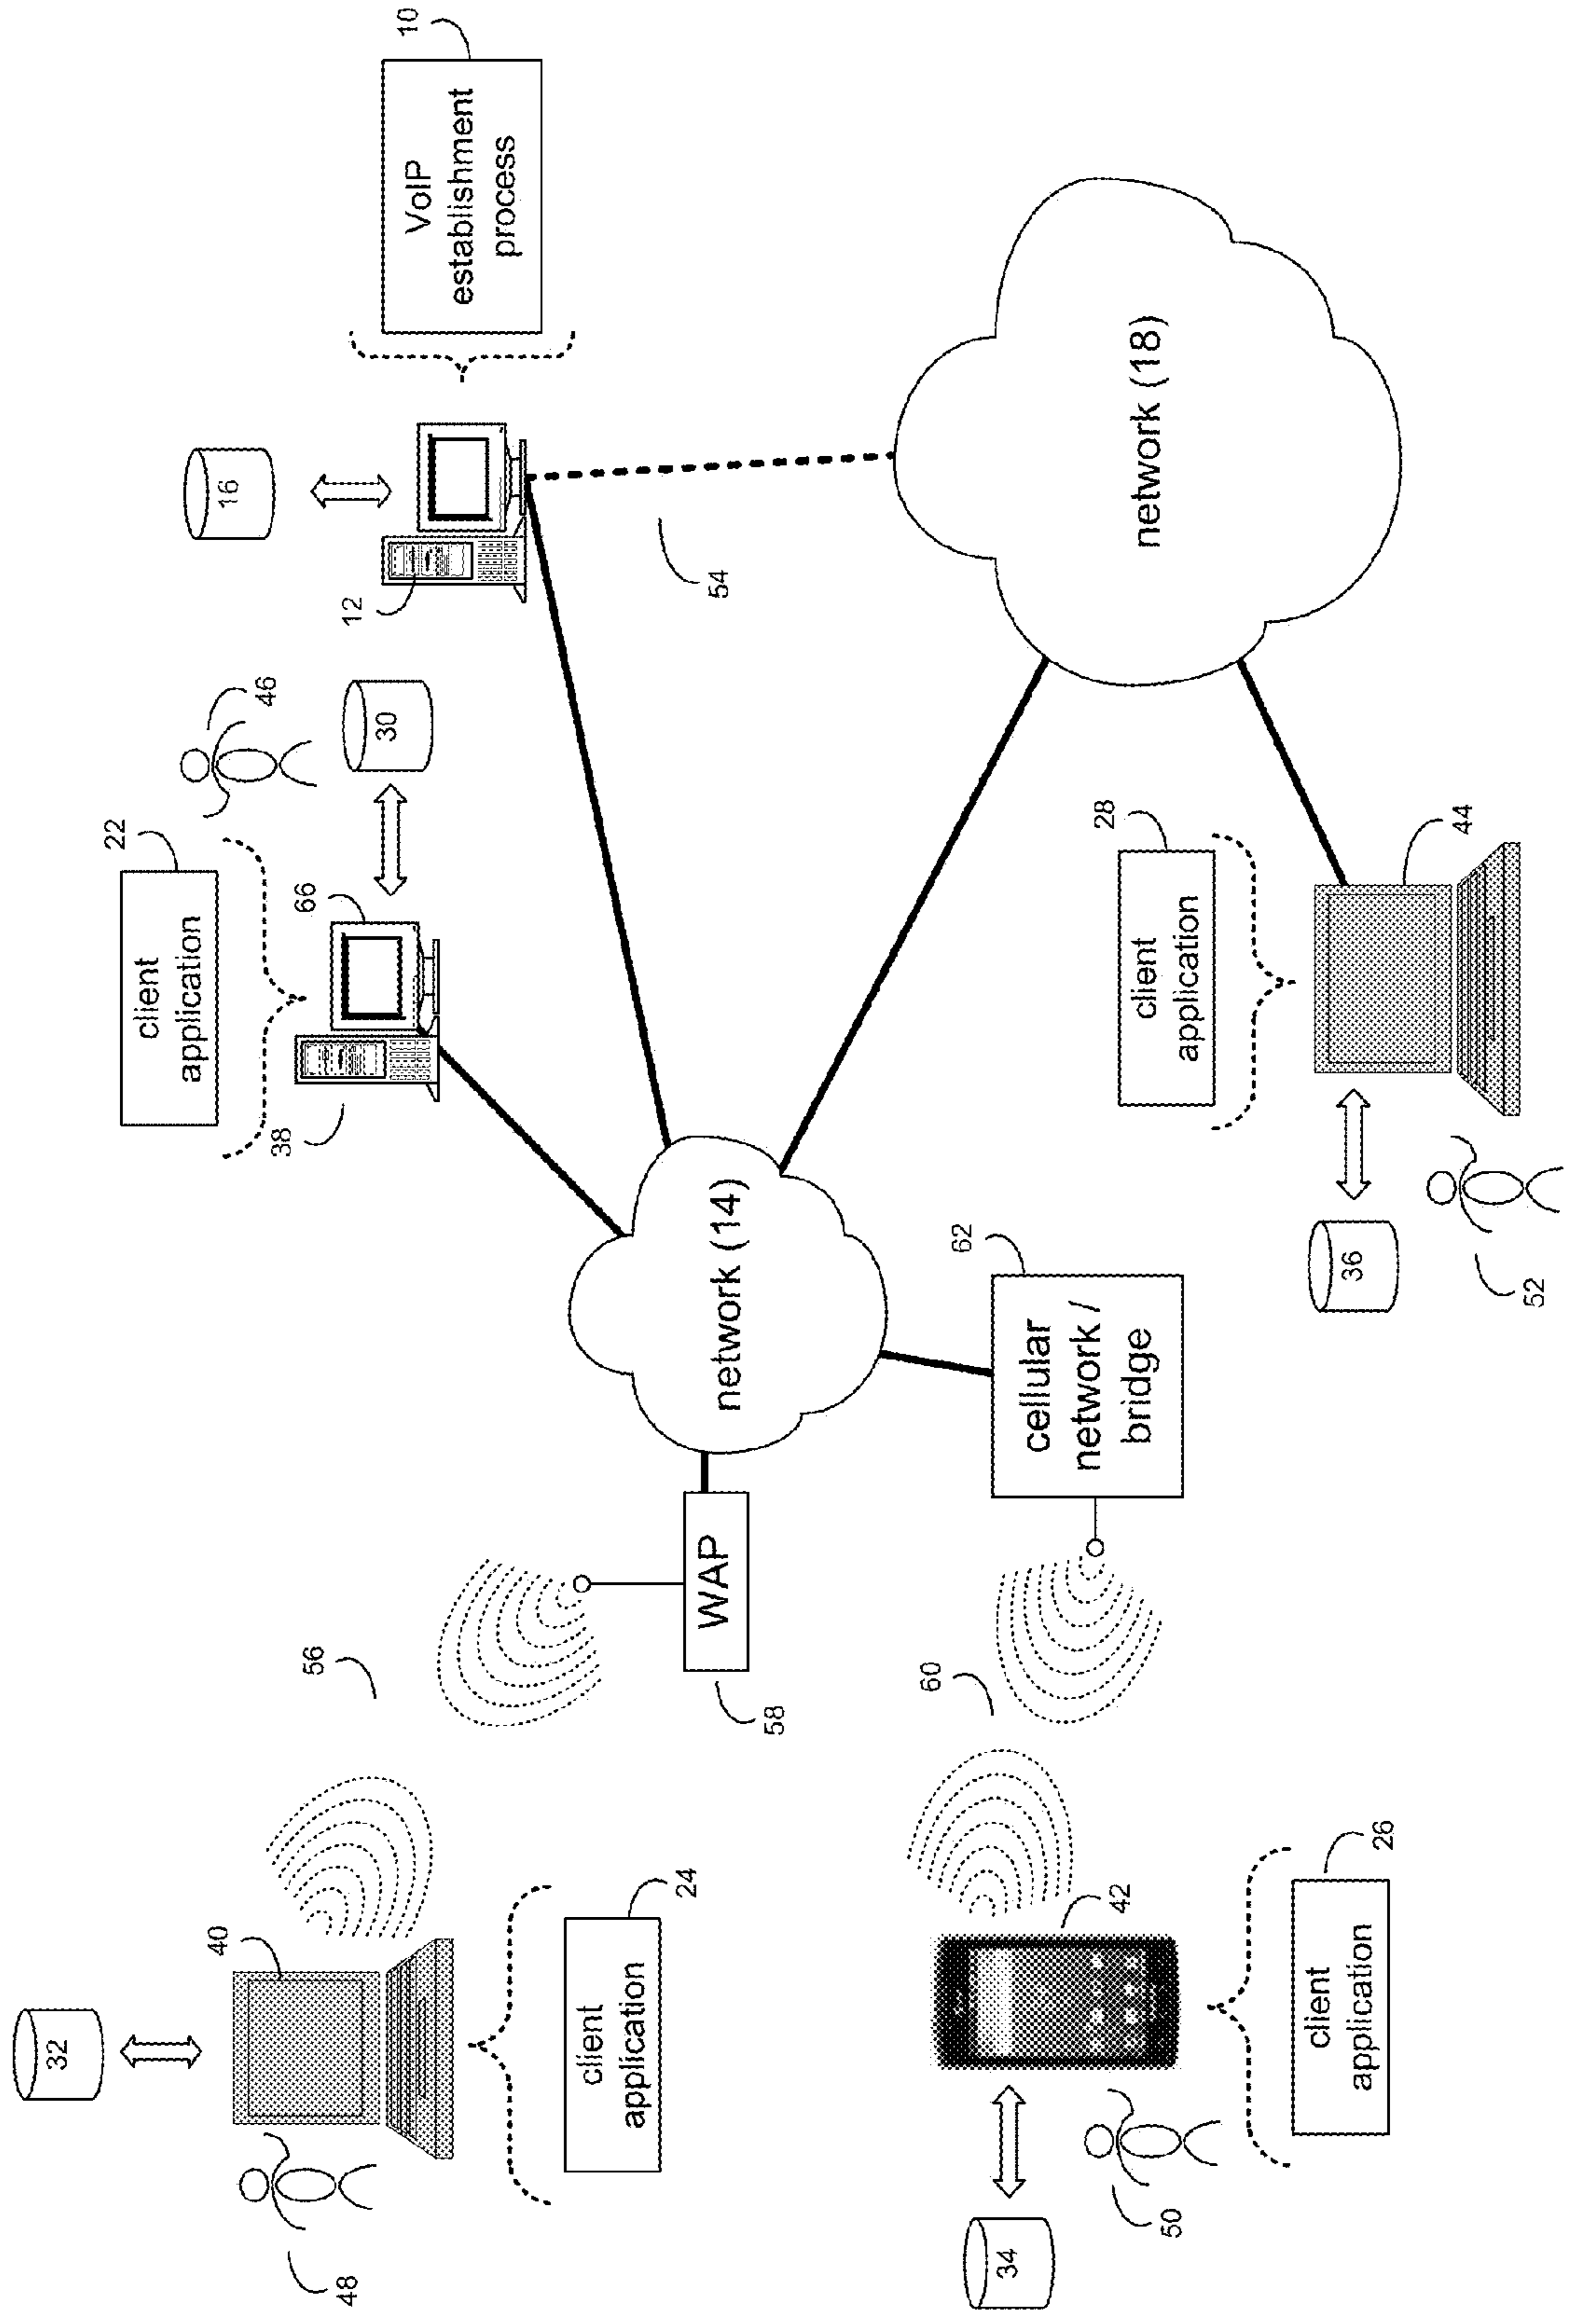 32
22
client
application
40
16
46
38
66
56
48
12
30
10
VoIP
establishment
process
24
client
application
54
58
WAP
network (14)
60
62
34
42
cellular
network /
bridge
28
client
application
network (18)
50
36
26
client
application
44
52